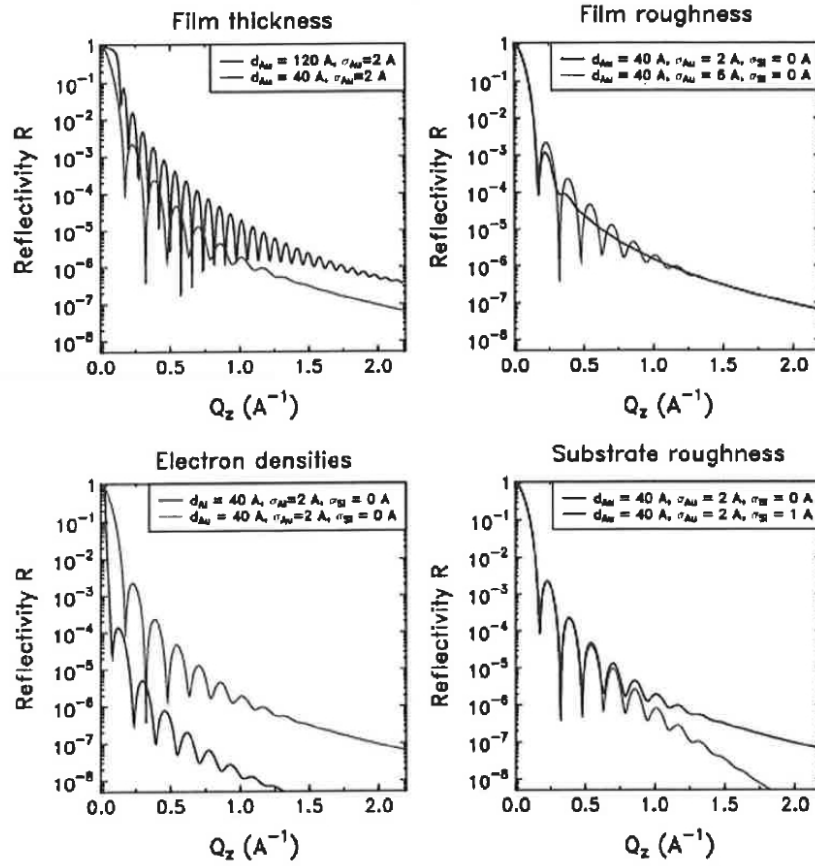 Film thickness
d_Au = 120 A, σ_Au=2 A
d_Au = 40 A, σ_Au=2 A
1
10^-1
10^-2
10^-3
10^-4
10^-5
10^-6
10^-7
10^-8
Reflectivity R
0.0 0.5 1.0 1.5 2.0
Q_z (A^-1)
Film roughness
d_Au = 40 A, σ_Au = 2 A, σ_SI = 0 A
d_Au = 40 A, σ_Au = 6 A, σ_SI = 0 A
1
10^-1
10^-2
10^-3
10^-4
10^-5
10^-6
10^-7
10^-8
Reflectivity R
0.0 0.5 1.0 1.5 2.0
Q_z (A^-1)
Electron densities
d_Al = 40 A, σ_Al=2 A, σ_SI = 0 A
d_Au = 40 A, σ_Au=2 A, σ_SI = 0 A
1
10^-1
10^-2
10^-3
10^-4
10^-5
10^-6
10^-7
10^-8
Reflectivity R
0.0 0.5 1.0 1.5 2.0
Q_z (A^-1)
Substrate roughness
d_Au = 40 A, σ_Au = 2 A, σ_SI = 0 A
d_Au = 40 A, σ_Au = 2 A, σ_SI = 1 A
1
10^-1
10^-2
10^-3
10^-4
10^-5
10^-6
10^-7
10^-8
Reflectivity R
0.0 0.5 1.0 1.5 2.0
Q_z (A^-1)